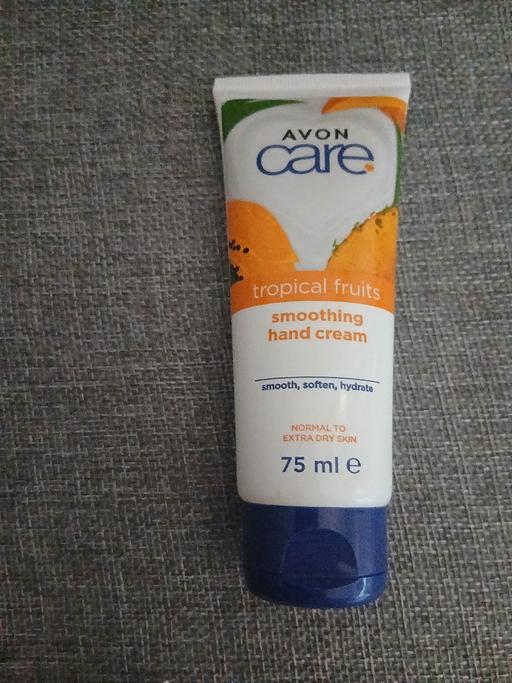 AVON
care
tropical fruits
smoothing
hand cream
smooth, soften, hydrate
NORMAL TO
EXTRA DRY SKIN
75 ml e